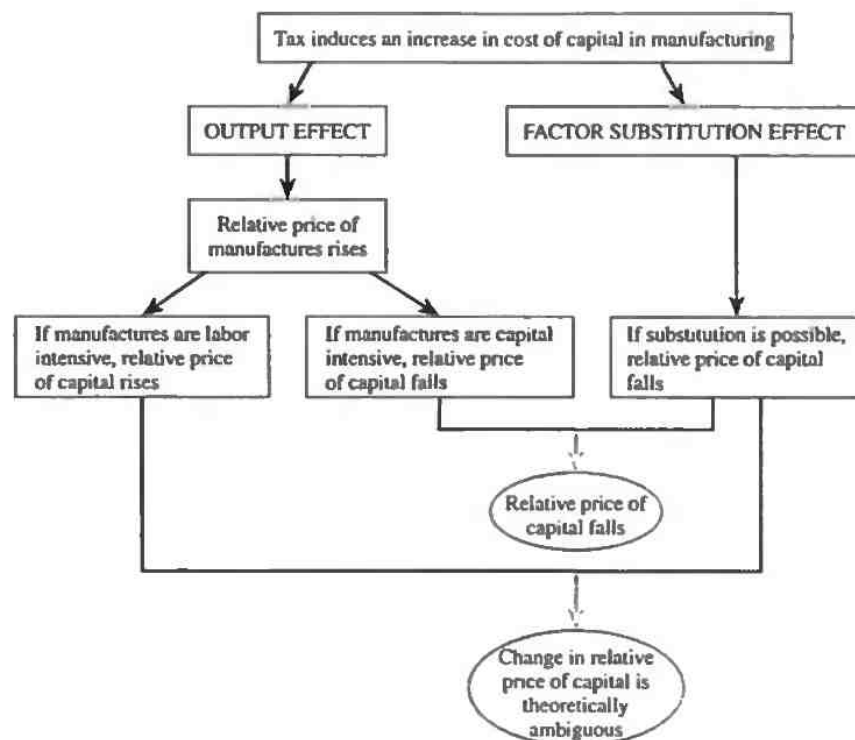 Tax induces an increase in cost of capital in manufacturing
OUTPUT EFFECT
FACTOR SUBSTITUTION EFFECT
Relative price of
manufactures rises
If manufactures are labor
intensive, relative price
of capital rises
If manufactures are capital
intensive, relative price
of capital falls
If substitution is possible,
relative price of capital
falls
Relative price of
capital falls
Change in relative
price of capital is
theoretically
ambiguous